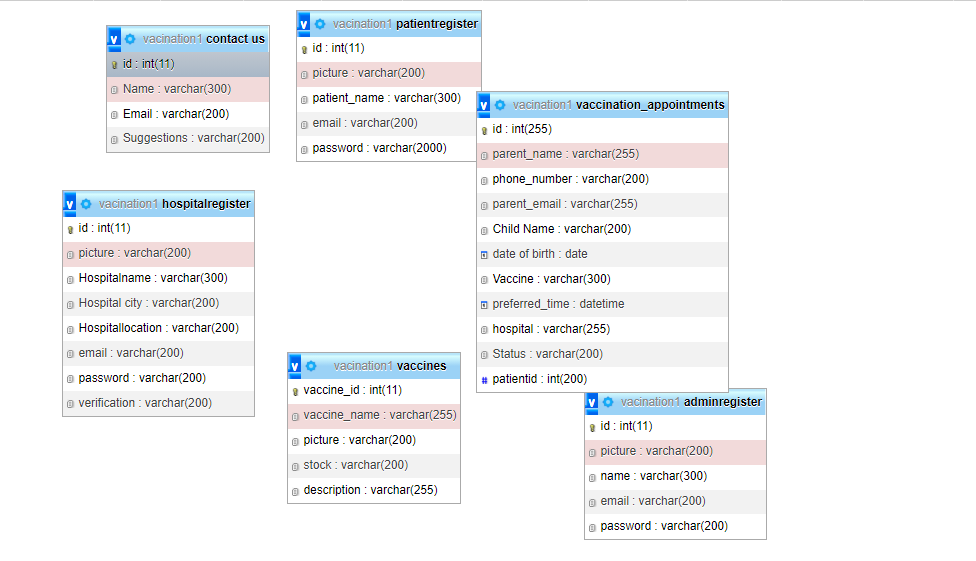 vacination1 contact us
id : int(11)
Name : varchar(300)
Email : varchar(200)
Suggestions : varchar(200)
vacination1 patientregister
id : int(11)
picture : varchar(200)
patient_name : varchar(300)
email : varchar(200)
password : varchar(2000)
vacination1 vaccination_appointments
id : int(255)
parent_name : varchar(255)
phone_number : varchar(200)
parent_email : varchar(255)
Child Name : varchar(200)
date of birth : date
Vaccine : varchar(300)
preferred_time : datetime
hospital : varchar(255)
Status : varchar(200)
patientid : int(200)
vacination1 hospitalregister
id : int(11)
picture : varchar(200)
Hospitalname : varchar(300)
Hospital city : varchar(200)
Hospitallocation : varchar(200)
email : varchar(200)
password : varchar(200)
verification : varchar(200)
vacination1 vaccines
vaccine_id : int(11)
vaccine_name : varchar(255)
picture : varchar(200)
stock : varchar(200)
description : varchar(255)
vacination1 adminregister
id : int(11)
picture : varchar(200)
name : varchar(300)
email : varchar(200)
password : varchar(200)